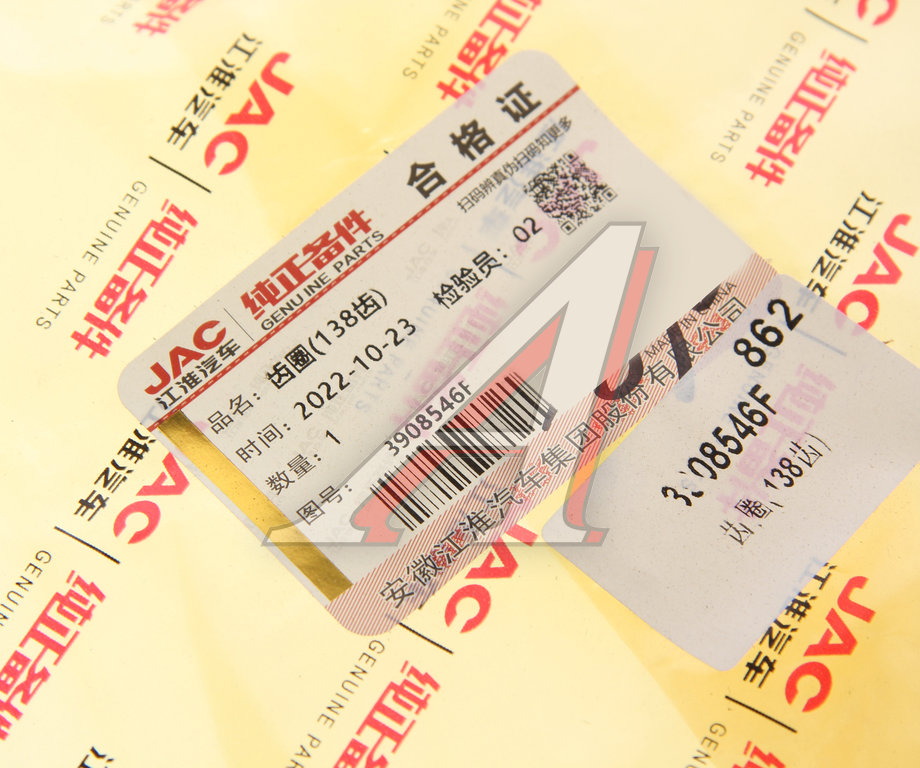 合格证
扫码辨真伪扫码知更多
JAC
江淮汽车
纯正备件
GENUINE PARTS
品名：齿圈(138齿)
时间：2022-10-23
检验员：02
数量：1
图号：
3908546F
安徽江淮汽车集团股份有限公司
MADE IN CHINA
862
3908546F
齿圈(138齿)
JAC
江淮汽车
纯正备件
GENUINE PARTS